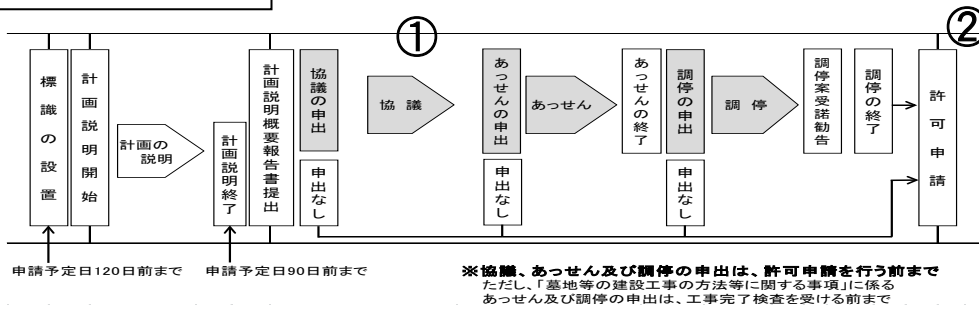 ①
②
標識の設置
計画説明開始
計画の
説明
計画説明終了
計画説明概要報告書提出
協議の申出
申出なし
協議
あっせんの申出
申出なし
あっせん
あっせんの終了
調停の申出
申出なし
調停
調停案受諾勧告
調停の終了
許可申請
申請予定日120日前まで
申請予定日90日前まで
※協議、あっせん及び調停の申出は、許可申請を行う前まで
ただし、「墓地等の建設工事の方法等に関する事項」に係る
あっせん及び調停の申出は、工事完了検査を受ける前まで